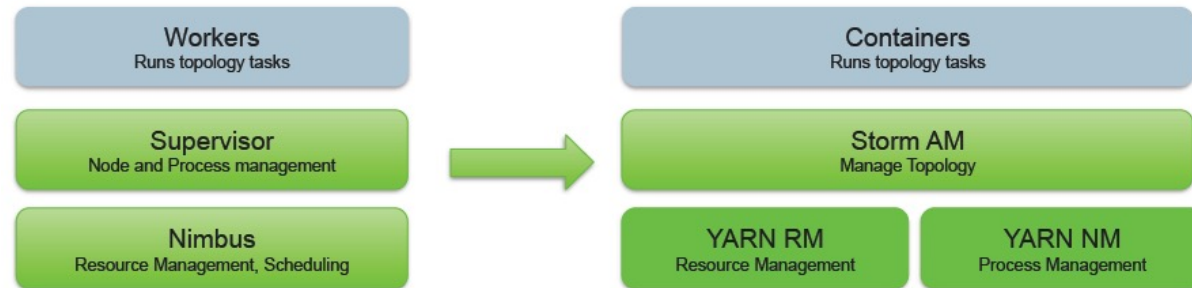 Workers
Runs topology tasks
Supervisor
Node and Process management
Nimbus
Resource Management, Scheduling
Containers
Runs topology tasks
Storm AM
Manage Topology
YARN RM
Resource Management
YARN NM
Process Management